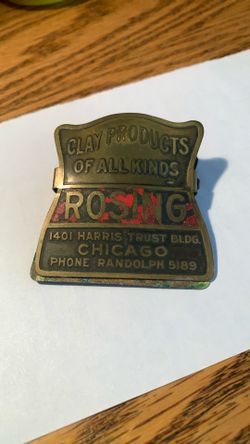 CLAY PRODUCTS
OF ALL KINDS
ROSING
1401 HARRIS TRUST BLDG.
CHICAGO
PHONE RANDOLPH 5189